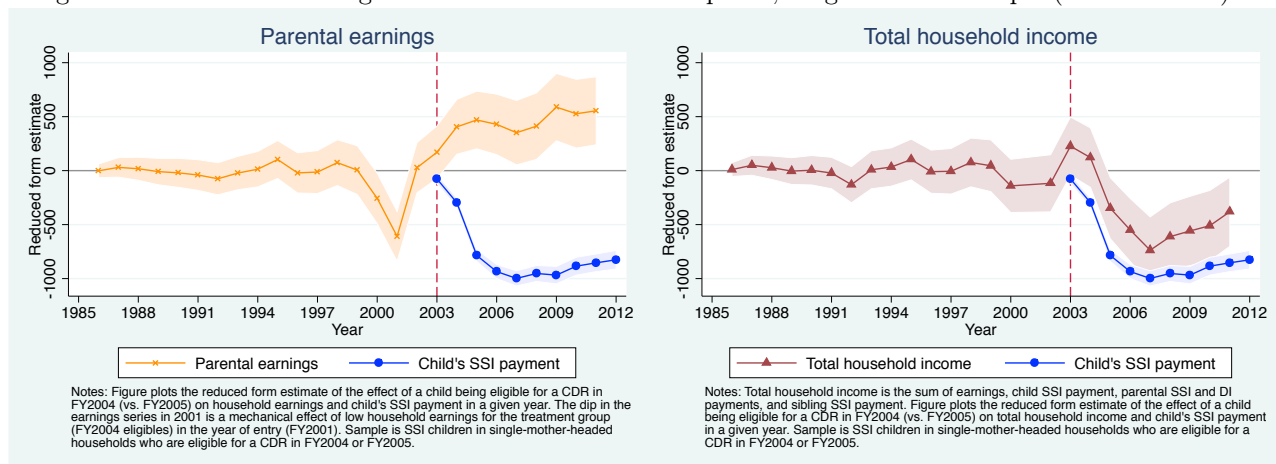 Parental earnings
Total household income
Reduced form estimate
1000
500
0
-500
-1000
1985 1988 1991 1994 1997 2000 2003 2006 2009 2012
Year
Parental earnings
Child's SSI payment
Notes: Figure plots the reduced form estimate of the effect of a child being eligible for a CDR in
FY2004 (vs. FY2005) on household earnings and child's SSI payment in a given year. The dip in the
earnings series in 2001 is a mechanical effect of low household earnings for the treatment group
(FY2004 eligibles) in the year of entry (FY2001). Sample is SSI children in single-mother-headed
households who are eligible for a CDR in FY2004 or FY2005.
Reduced form estimate
1000
500
0
-500
-1000
1985 1988 1991 1994 1997 2000 2003 2006 2009 2012
Year
Total household income
Child's SSI payment
Notes: Total household income is the sum of earnings, child SSI payment, parental SSI and DI
payments, and sibling SSI payment. Figure plots the reduced form estimate of the effect of a child
being eligible for a CDR in FY2004 (vs. FY2005) on total household income and child's SSI payment
in a given year. Sample is SSI children in single-mother-headed households who are eligible for a
CDR in FY2004 or FY2005.